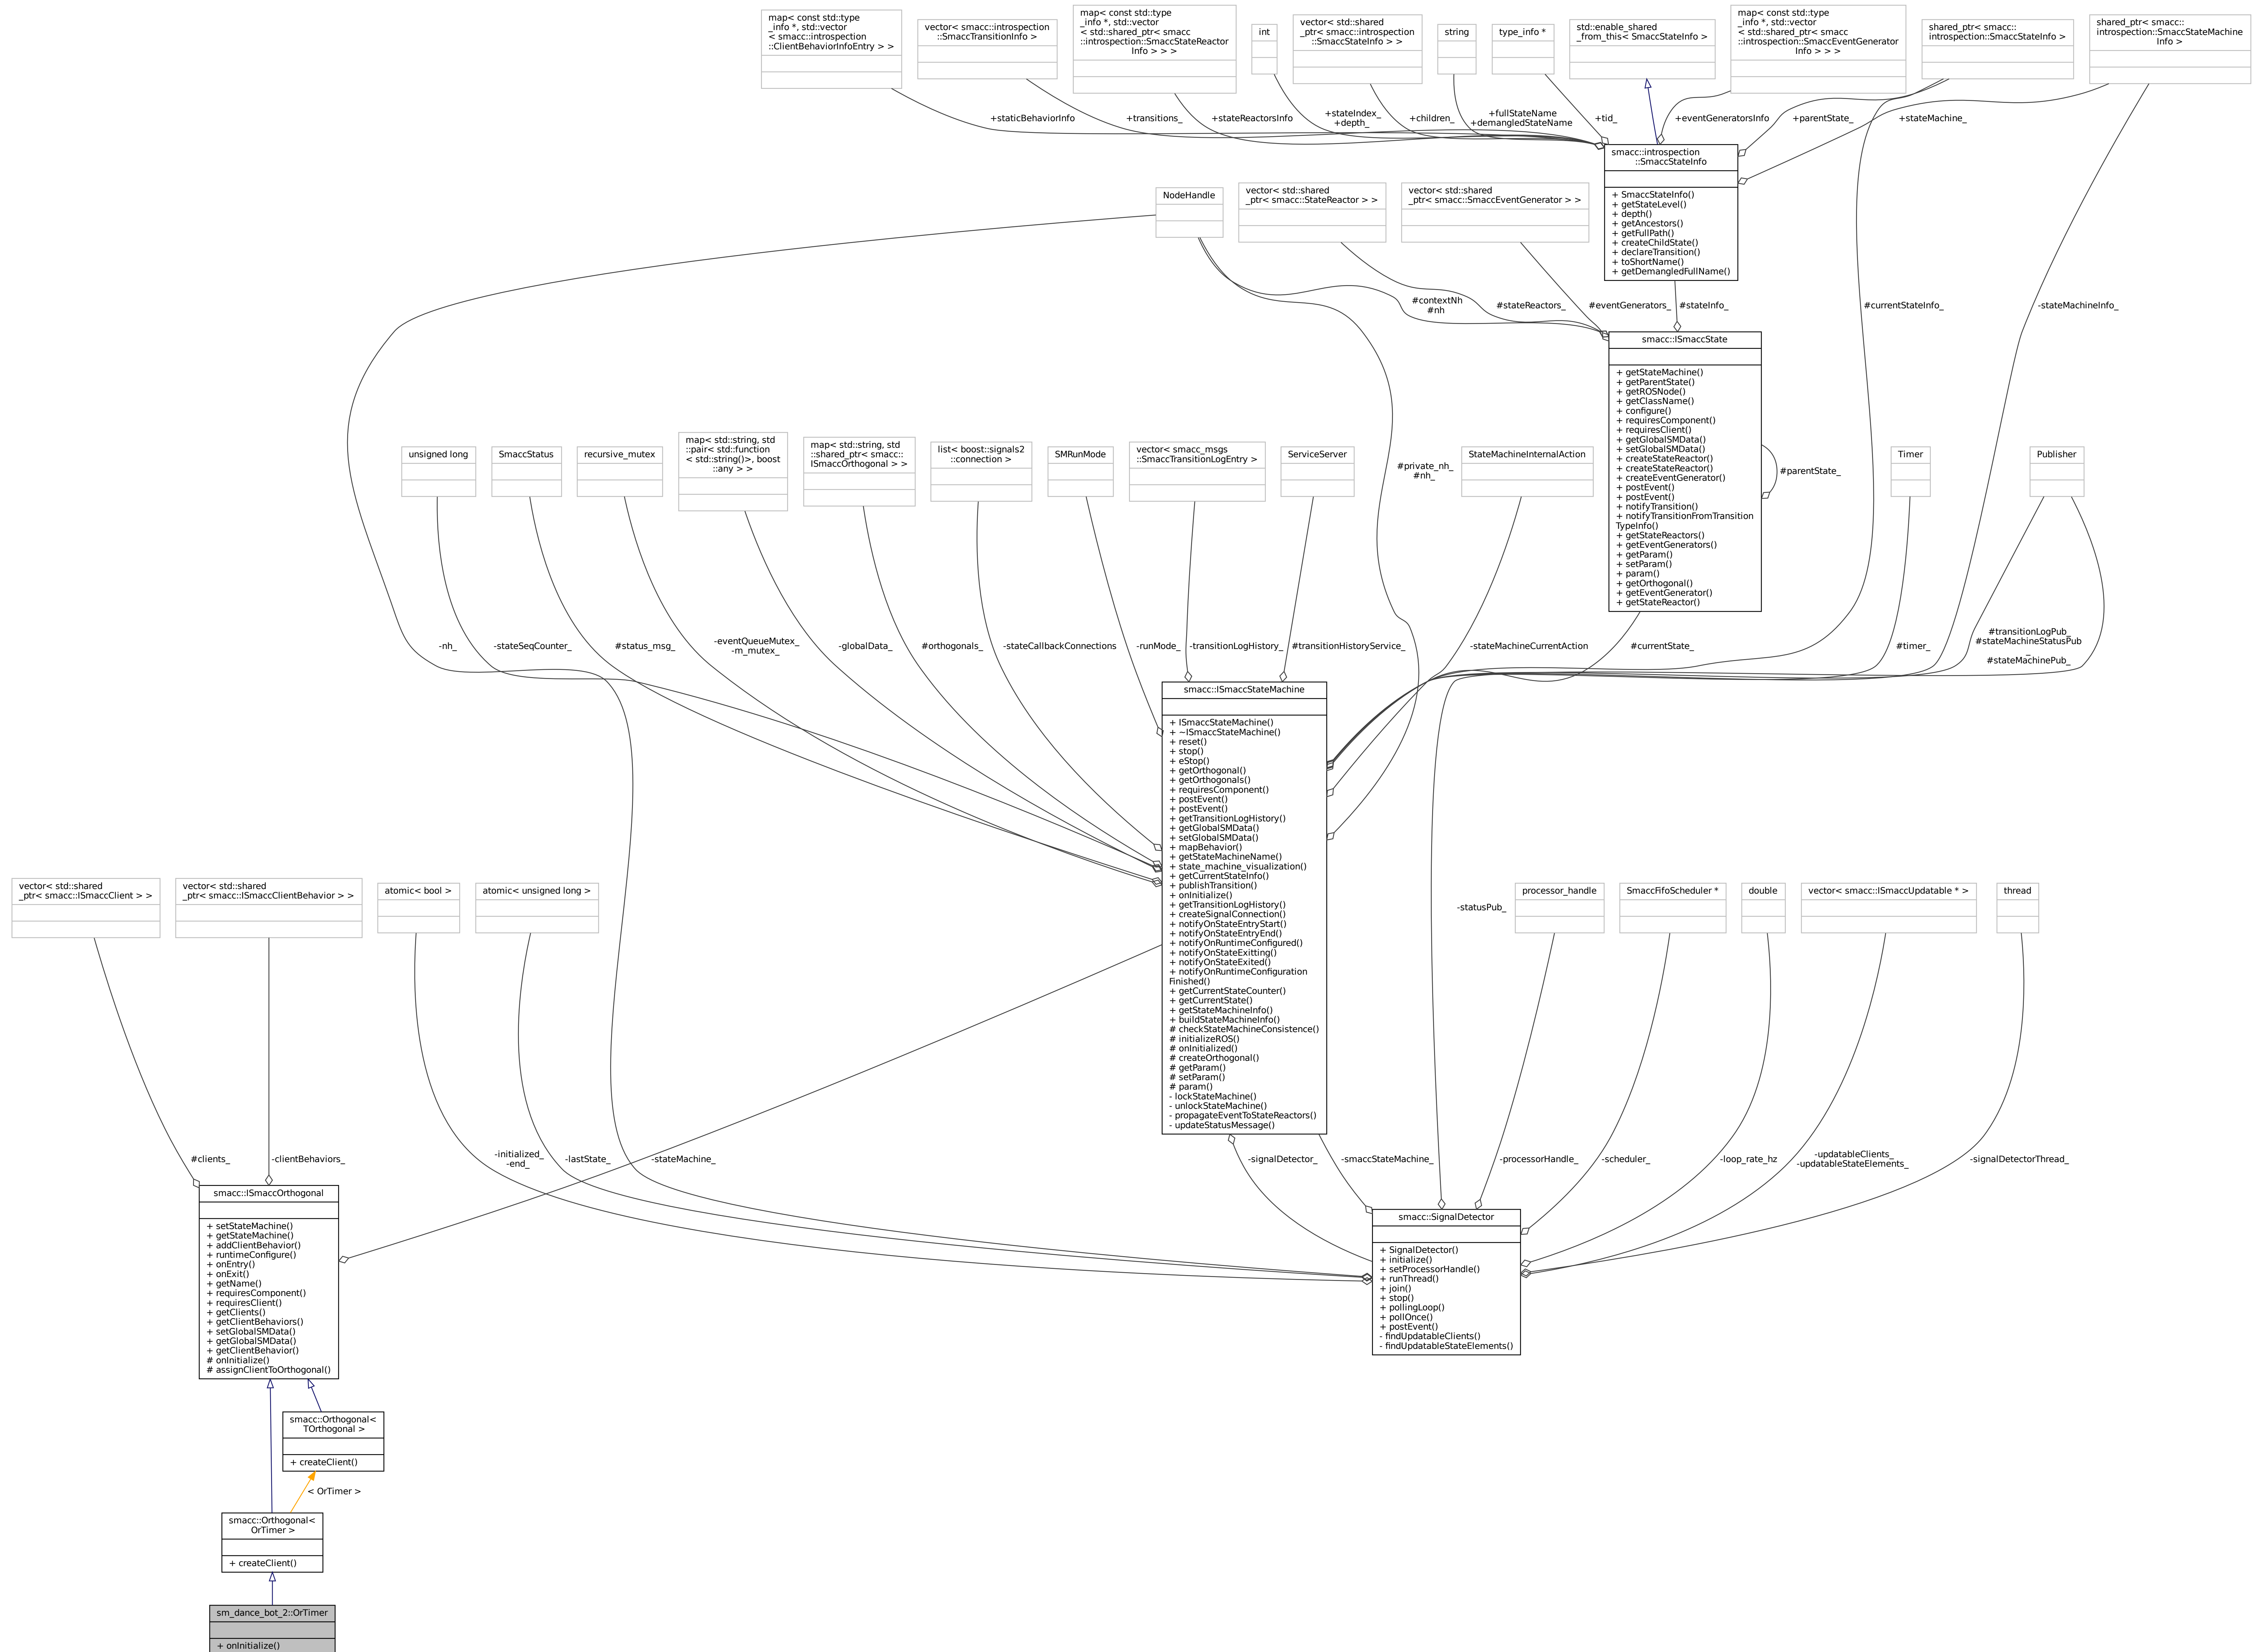 map< const std::type
_info *, std::vector
< smacc::introspection
::ClientBehaviorInfoEntry > >
vector< smacc::introspection
::SmaccTransitionInfo >
map< const std::type
_info *, std::vector
< std::shared_ptr< smacc
::introspection::SmaccStateReactor
Info > > >
int
vector< std::shared
_ptr< smacc::introspection
::SmaccStateInfo > >
string
type_info *
std::enable_shared
_from_this< SmaccStateInfo >
map< const std::type
_info *, std::vector
< std::shared_ptr< smacc
::introspection::SmaccEventGenerator
Info > > >
shared_ptr< smacc::
introspection::SmaccStateInfo >
shared_ptr< smacc::
introspection::SmaccStateMachine
Info >
+staticBehaviorInfo
+transitions_
+stateReactorsInfo
+stateIndex_
+depth_
+children_
+fullStateName
+demangledStateName
+tid_
+eventGeneratorsInfo
+parentState_
+stateMachine_
smacc::introspection
::SmaccStateInfo
+ SmaccStateInfo()
+ getStateLevel()
+ depth()
+ getAncestors()
+ getFullPath()
+ createChildState()
+ declareTransition()
+ toShortName()
+ getDemangledFullName()
NodeHandle
vector< std::shared
_ptr< smacc::StateReactor > >
vector< std::shared
_ptr< smacc::SmaccEventGenerator > >
#contextNh
#nh
#stateReactors_
#eventGenerators_
#stateInfo_
#currentStateInfo_
-stateMachineInfo_
smacc::ISmaccState
+ getStateMachine()
+ getParentState()
+ getROSNode()
+ getClassName()
+ configure()
+ requiresComponent()
+ requiresClient()
+ getGlobalSMData()
+ setGlobalSMData()
+ createStateReactor()
+ createStateReactor()
+ createEventGenerator()
+ postEvent()
+ postEvent()
+ notifyTransition()
+ notifyTransitionFromTransition
TypeInfo()
+ getStateReactors()
+ getEventGenerators()
+ getParam()
+ setParam()
+ param()
+ getOrthogonal()
+ getEventGenerator()
+ getStateReactor()
#parentState_
unsigned long
SmaccStatus
recursive_mutex
map< std::string, std
::pair< std::function
< std::string()>, boost
::any > >
map< std::string, std
::shared_ptr< smacc::
ISmaccOrthogonal > >
list< boost::signals2
::connection >
SMRunMode
vector< smacc_msgs
::SmaccTransitionLogEntry >
ServiceServer
#private_nh_
#nh_
StateMachineInternalAction
Timer
Publisher
-nh_
-stateSeqCounter_
#status_msg_
-eventQueueMutex_
-m_mutex_
-globalData_
#orthogonals_
-stateCallbackConnections
-runMode_
-transitionLogHistory_
#transitionHistoryService_
-stateMachineCurrentAction
#currentState_
#timer_
#transitionLogPub_
#stateMachineStatusPub
_
#stateMachinePub_
smacc::ISmaccStateMachine
+ ISmaccStateMachine()
+ ~ISmaccStateMachine()
+ reset()
+ stop()
+ eStop()
+ getOrthogonal()
+ getOrthogonals()
+ requiresComponent()
+ postEvent()
+ postEvent()
+ getTransitionLogHistory()
+ getGlobalSMData()
+ setGlobalSMData()
+ mapBehavior()
+ getStateMachineName()
+ state_machine_visualization()
+ getCurrentStateInfo()
+ publishTransition()
+ onInitialize()
+ getTransitionLogHistory()
+ createSignalConnection()
+ notifyOnStateEntryStart()
+ notifyOnStateEntryEnd()
+ notifyOnRuntimeConfigured()
+ notifyOnStateExitting()
+ notifyOnStateExited()
+ notifyOnRuntimeConfiguration
Finished()
+ getCurrentStateCounter()
+ getCurrentState()
+ getStateMachineInfo()
+ buildStateMachineInfo()
# checkStateMachineConsistence()
# initializeROS()
# onInitialized()
# createOrthogonal()
# getParam()
# setParam()
# param()
- lockStateMachine()
- unlockStateMachine()
- propagateEventToStateReactors()
- updateStatusMessage()
vector< std::shared
_ptr< smacc::ISmaccClient > >
vector< std::shared
_ptr< smacc::ISmaccClientBehavior > >
atomic< bool >
atomic< unsigned long >
-statusPub_
processor_handle
SmaccFifoScheduler *
double
vector< smacc::ISmaccUpdatable * >
thread
#clients_
-clientBehaviors_
-initialized_
-end_
-lastState_
-stateMachine_
-signalDetector_
-smaccStateMachine_
-processorHandle_
-scheduler_
-loop_rate_hz
-updatableClients_
-updatableStateElements_
-signalDetectorThread_
smacc::ISmaccOrthogonal
+ setStateMachine()
+ getStateMachine()
+ addClientBehavior()
+ runtimeConfigure()
+ onEntry()
+ onExit()
+ getName()
+ requiresComponent()
+ requiresClient()
+ getClients()
+ getClientBehaviors()
+ setGlobalSMData()
+ getGlobalSMData()
+ getClientBehavior()
# onInitialize()
# assignClientToOrthogonal()
smacc::SignalDetector
+ SignalDetector()
+ initialize()
+ setProcessorHandle()
+ runThread()
+ join()
+ stop()
+ pollingLoop()
+ pollOnce()
+ postEvent()
- findUpdatableClients()
- findUpdatableStateElements()
smacc::Orthogonal<
TOrthogonal >
+ createClient()
< OrTimer >
smacc::Orthogonal<
OrTimer >
+ createClient()
sm_dance_bot_2::OrTimer
+ onInitialize()